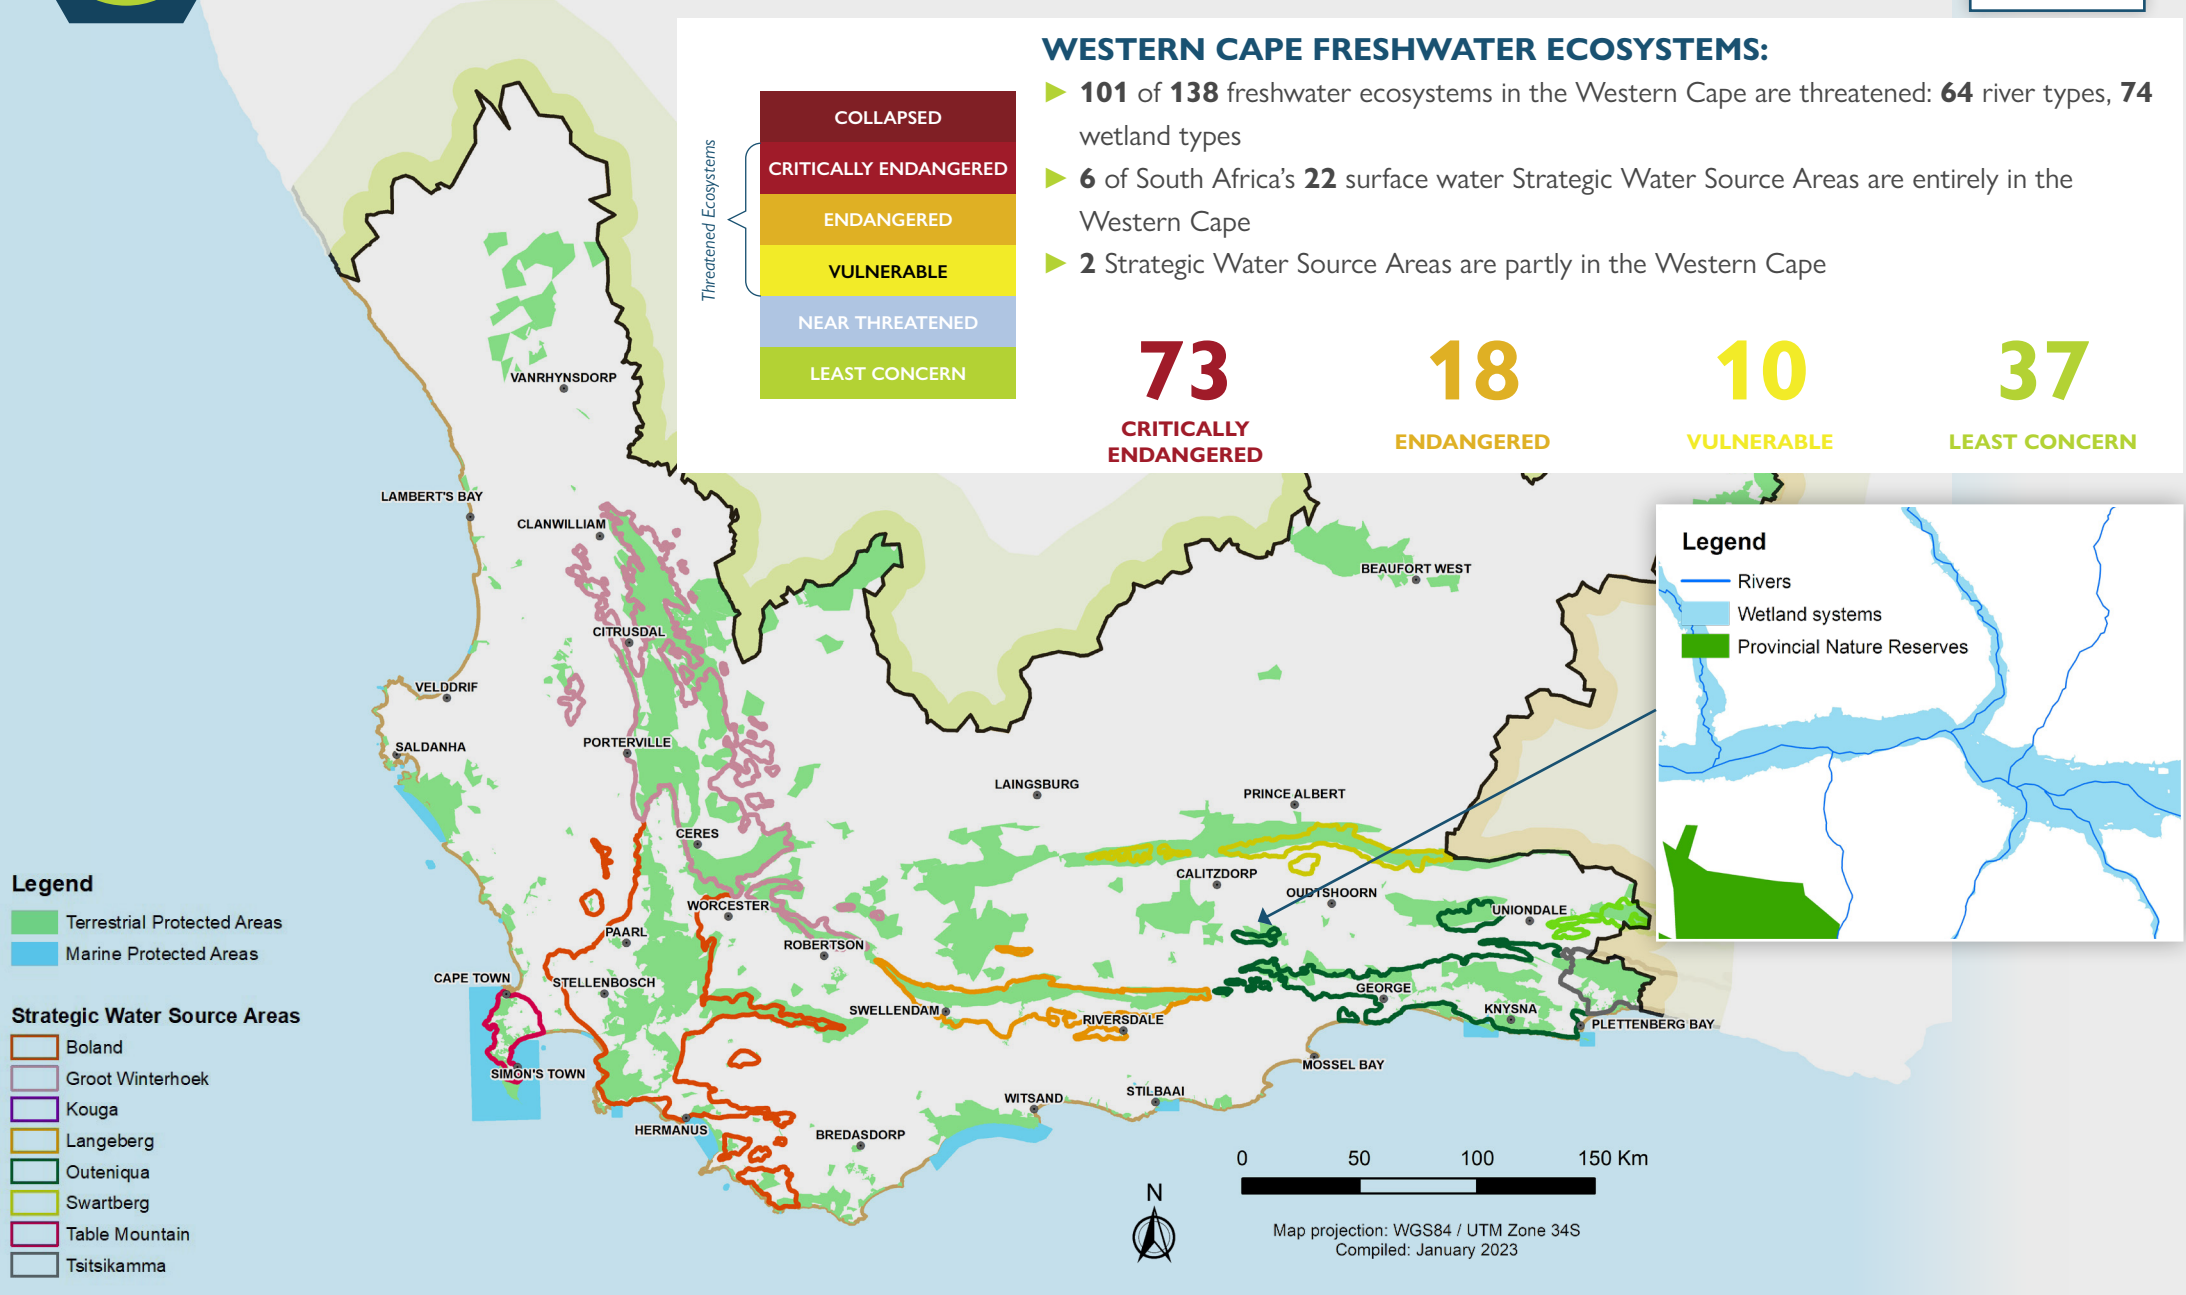 WESTERN CAPE FRESHWATER ECOSYSTEMS:
► 101 of 138 freshwater ecosystems in the Western Cape are threatened: 64 river types, 74
wetland types
► 6 of South Africa’s 22 surface water Strategic Water Source Areas are entirely in the
Western Cape
► 2 Strategic Water Source Areas are partly in the Western Cape
Threatened Ecosystems
COLLAPSED
CRITICALLY ENDANGERED
ENDANGERED
VULNERABLE
NEAR THREATENED
LEAST CONCERN
73
CRITICALLY
ENDANGERED
18
ENDANGERED
10
VULNERABLE
37
LEAST CONCERN
VANRHYNSDORP
LAMBERT'S BAY
CLANWILLIAM
CITRUSDAL
VELDDRIF
SALDANHA
PORTERVILLE
BEAUFORT WEST
LAINGSBURG
PRINCE ALBERT
CERES
CALITZDORP
OUDTSHOORN
UNIONDALE
WORCESTER
PAARL
ROBERTSON
CAPE TOWN
STELLENBOSCH
SWELLENDAM
RIVERSDALE
GEORGE
KNYSNA
PLETTENBERG BAY
SIMON'S TOWN
MOSSEL BAY
STILBAAI
WITSAND
HERMANUS
BREDASDORP
Legend
Rivers
Wetland systems
Provincial Nature Reserves
Legend
Terrestrial Protected Areas
Marine Protected Areas
Strategic Water Source Areas
Boland
Groot Winterhoek
Kouga
Langeberg
Outeniqua
Swartberg
Table Mountain
Tsitsikamma
N
0 50 100 150 Km
Map projection: WGS84 / UTM Zone 34S
Compiled: January 2023